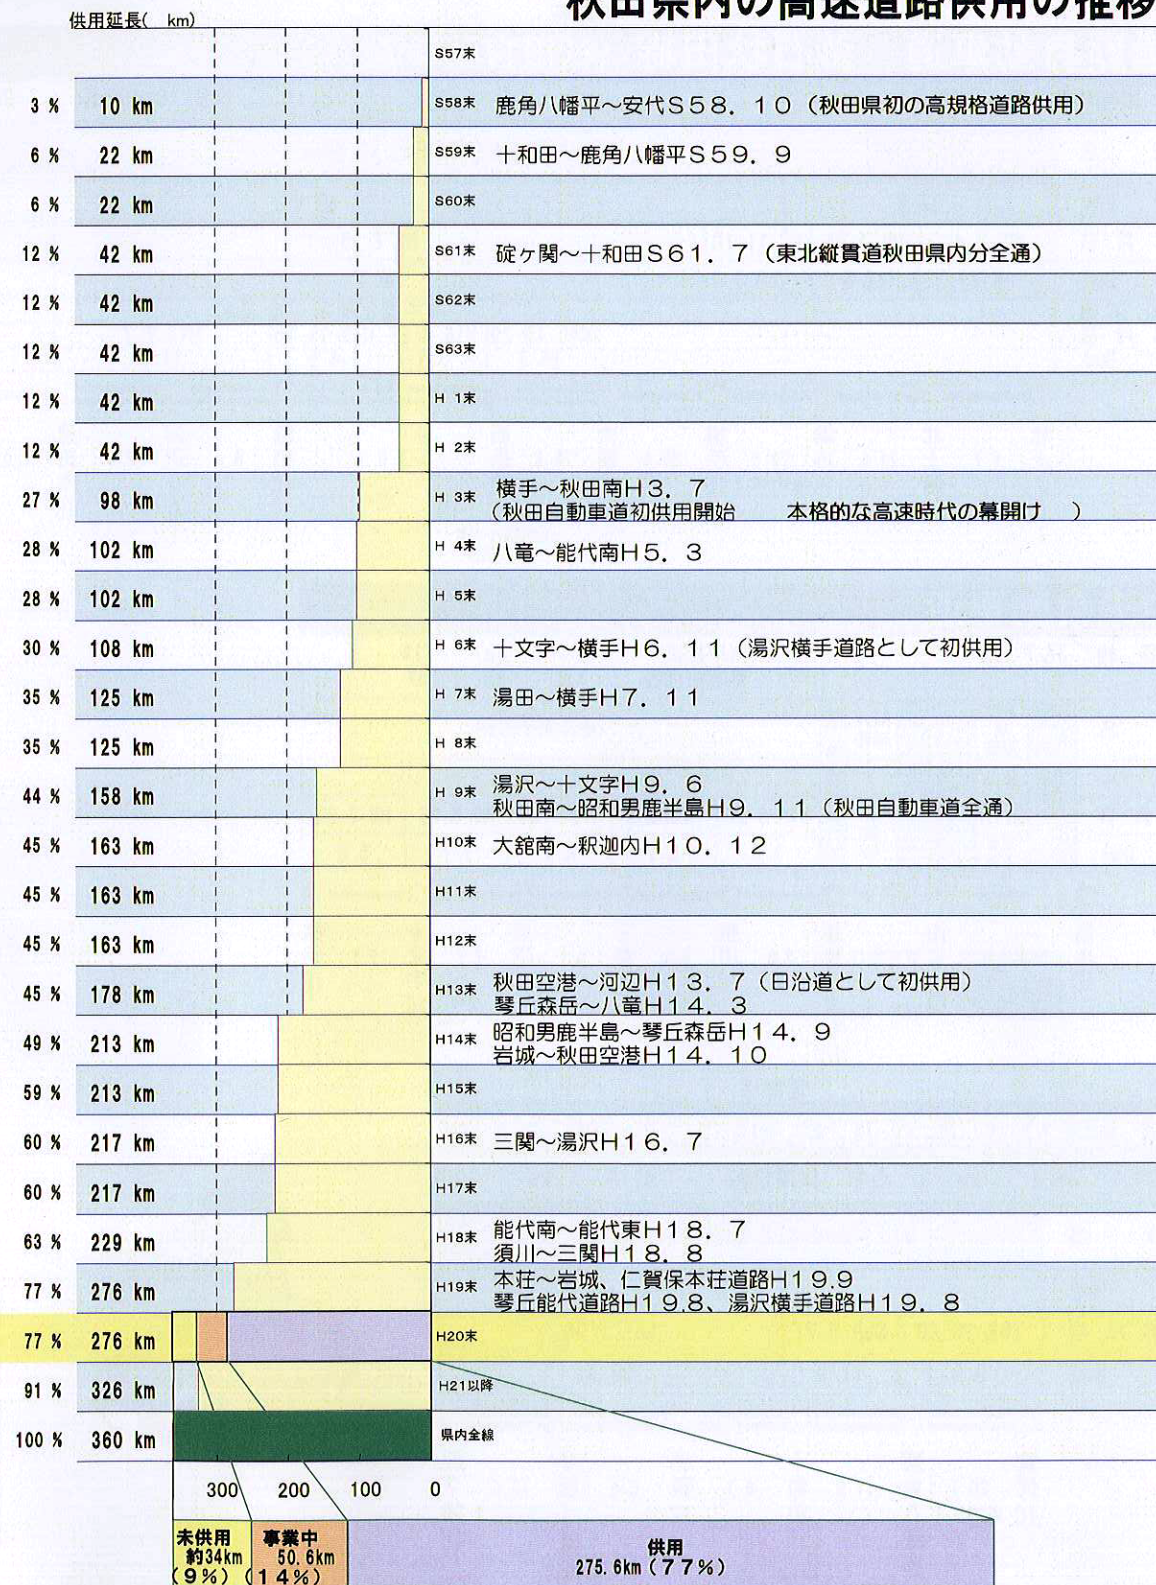 秋田県内の高速道路供用の推移
供用延長( km)
S57末
3 % 10 km S58末 鹿角八幡平～安代S58．10（秋田県初の高規格道路供用）
6 % 22 km S59末 十和田～鹿角八幡平S59．9
6 % 22 km S60末
12 % 42 km S61末 碇ヶ関～十和田S61．7（東北縦貫道秋田県内分全通）
12 % 42 km S62末
12 % 42 km S63末
12 % 42 km H 1末
12 % 42 km H 2末
27 % 98 km H 3末 横手～秋田南H3．7
（秋田自動車道初供用開始 本格的な高速時代の幕開け ）
28 % 102 km H 4末 八竜～能代南H5．3
28 % 102 km H 5末
30 % 108 km H 6末 十文字～横手H6．11（湯沢横手道路として初供用）
35 % 125 km H 7末 湯田～横手H7．11
35 % 125 km H 8末
44 % 158 km H 9末 湯沢～十文字H9．6
秋田南～昭和男鹿半島H9．11（秋田自動車道全通）
45 % 163 km H10末 大舘南～釈迦内H10．12
45 % 163 km H11末
45 % 163 km H12末
45 % 178 km H13末 秋田空港～河辺H13．7（日沿道として初供用）
琴丘森岳～八竜H14．3
49 % 213 km H14末 昭和男鹿半島～琴丘森岳H14．9
岩城～秋田空港H14．10
59 % 213 km H15末
60 % 217 km H16末 三関～湯沢H16．7
60 % 217 km H17末
63 % 229 km H18末 能代南～能代東H18．7
須川～三関H18．8
77 % 276 km H19末 本荘～岩城、仁賀保本荘道路H19.9
琴丘能代道路H19.8、湯沢横手道路H19．8
77 % 276 km H20末
91 % 326 km H21以降
100 % 360 km 県内全線
300 200 100 0
未供用 約34km (9%)
事業中 50.6km (14%)
供用 275.6km (77%)